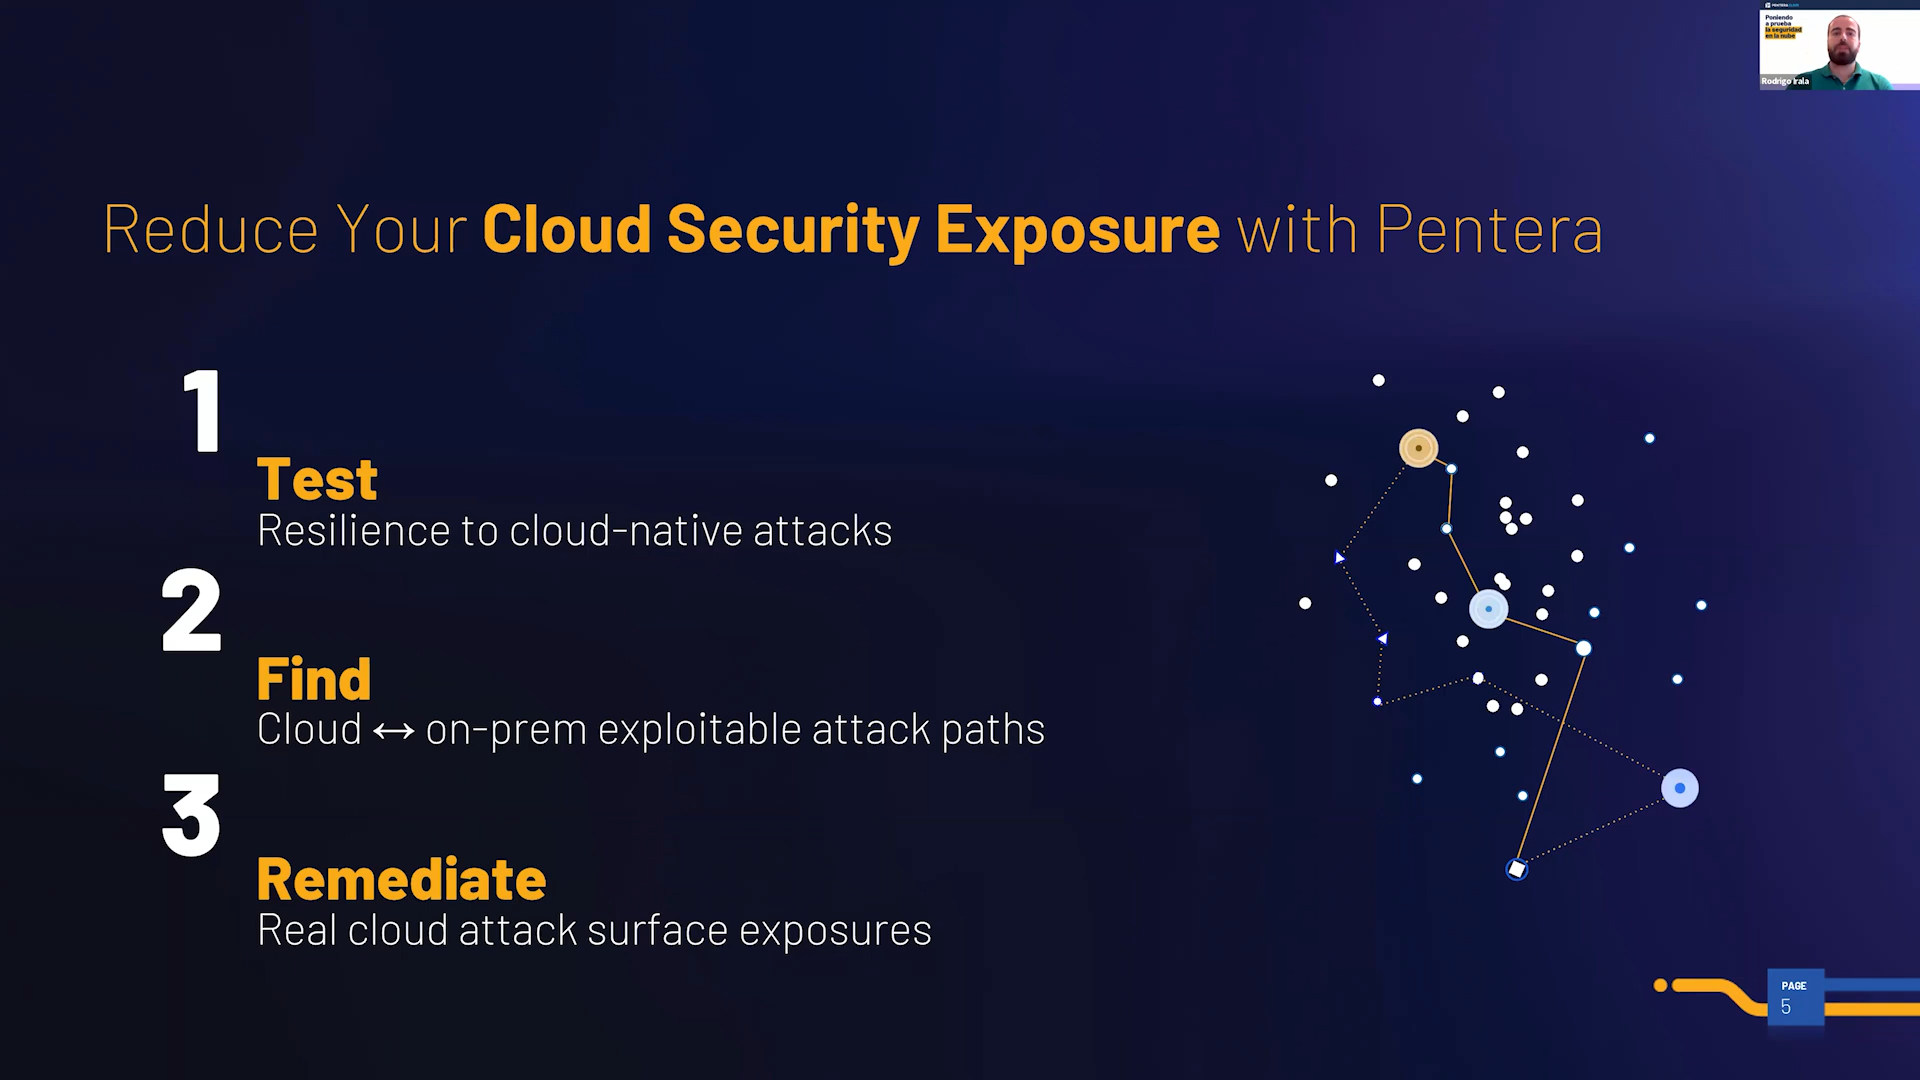 PENTERA CLOUD
Poniendo
a prueba
la seguridad
en la nube
Rodrigo Irala
Reduce Your Cloud Security Exposure with Pentera
1
Test
Resilience to cloud-native attacks
2
Find
Cloud ↔ on-prem exploitable attack paths
3
Remediate
Real cloud attack surface exposures
PAGE
5